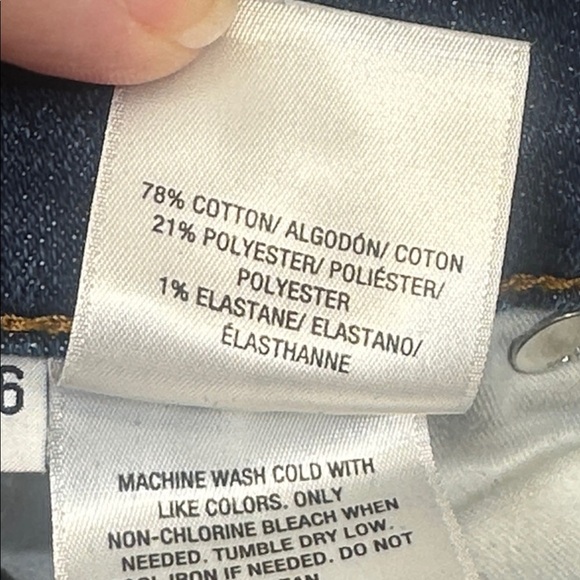 78% COTTON/ ALGODÓN/ COTON
21% POLYESTER/ POLIÉSTER/
POLYESTER
1% ELASTANE/ ELASTANO/
ÉLASTHANNE
6
MACHINE WASH COLD WITH
LIKE COLORS. ONLY
NON-CHLORINE BLEACH WHEN
NEEDED. TUMBLE DRY LOW.
IRON IF NEEDED. DO NOT